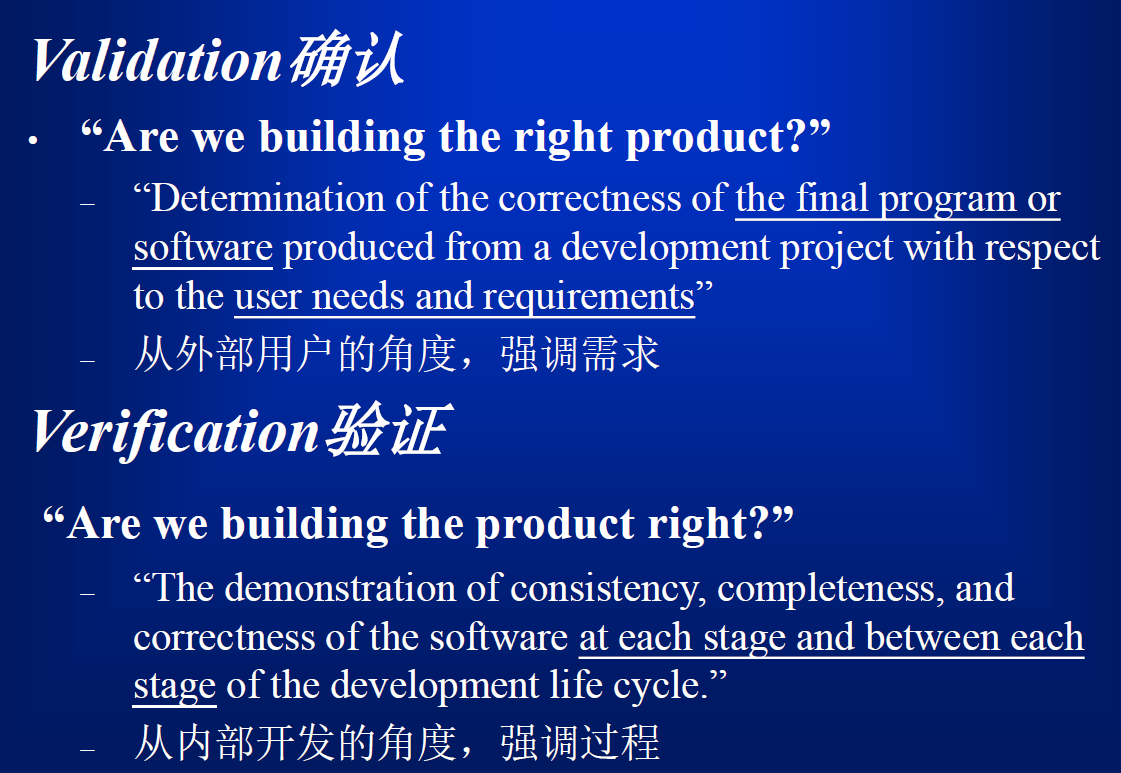 Validation确认
• “Are we building the right product?”
– “Determination of the correctness of the final program or
software produced from a development project with respect
to the user needs and requirements”
– 从外部用户的角度，强调需求
Verification验证
“Are we building the product right?”
– “The demonstration of consistency, completeness, and
correctness of the software at each stage and between each
stage of the development life cycle.”
– 从内部开发的角度，强调过程